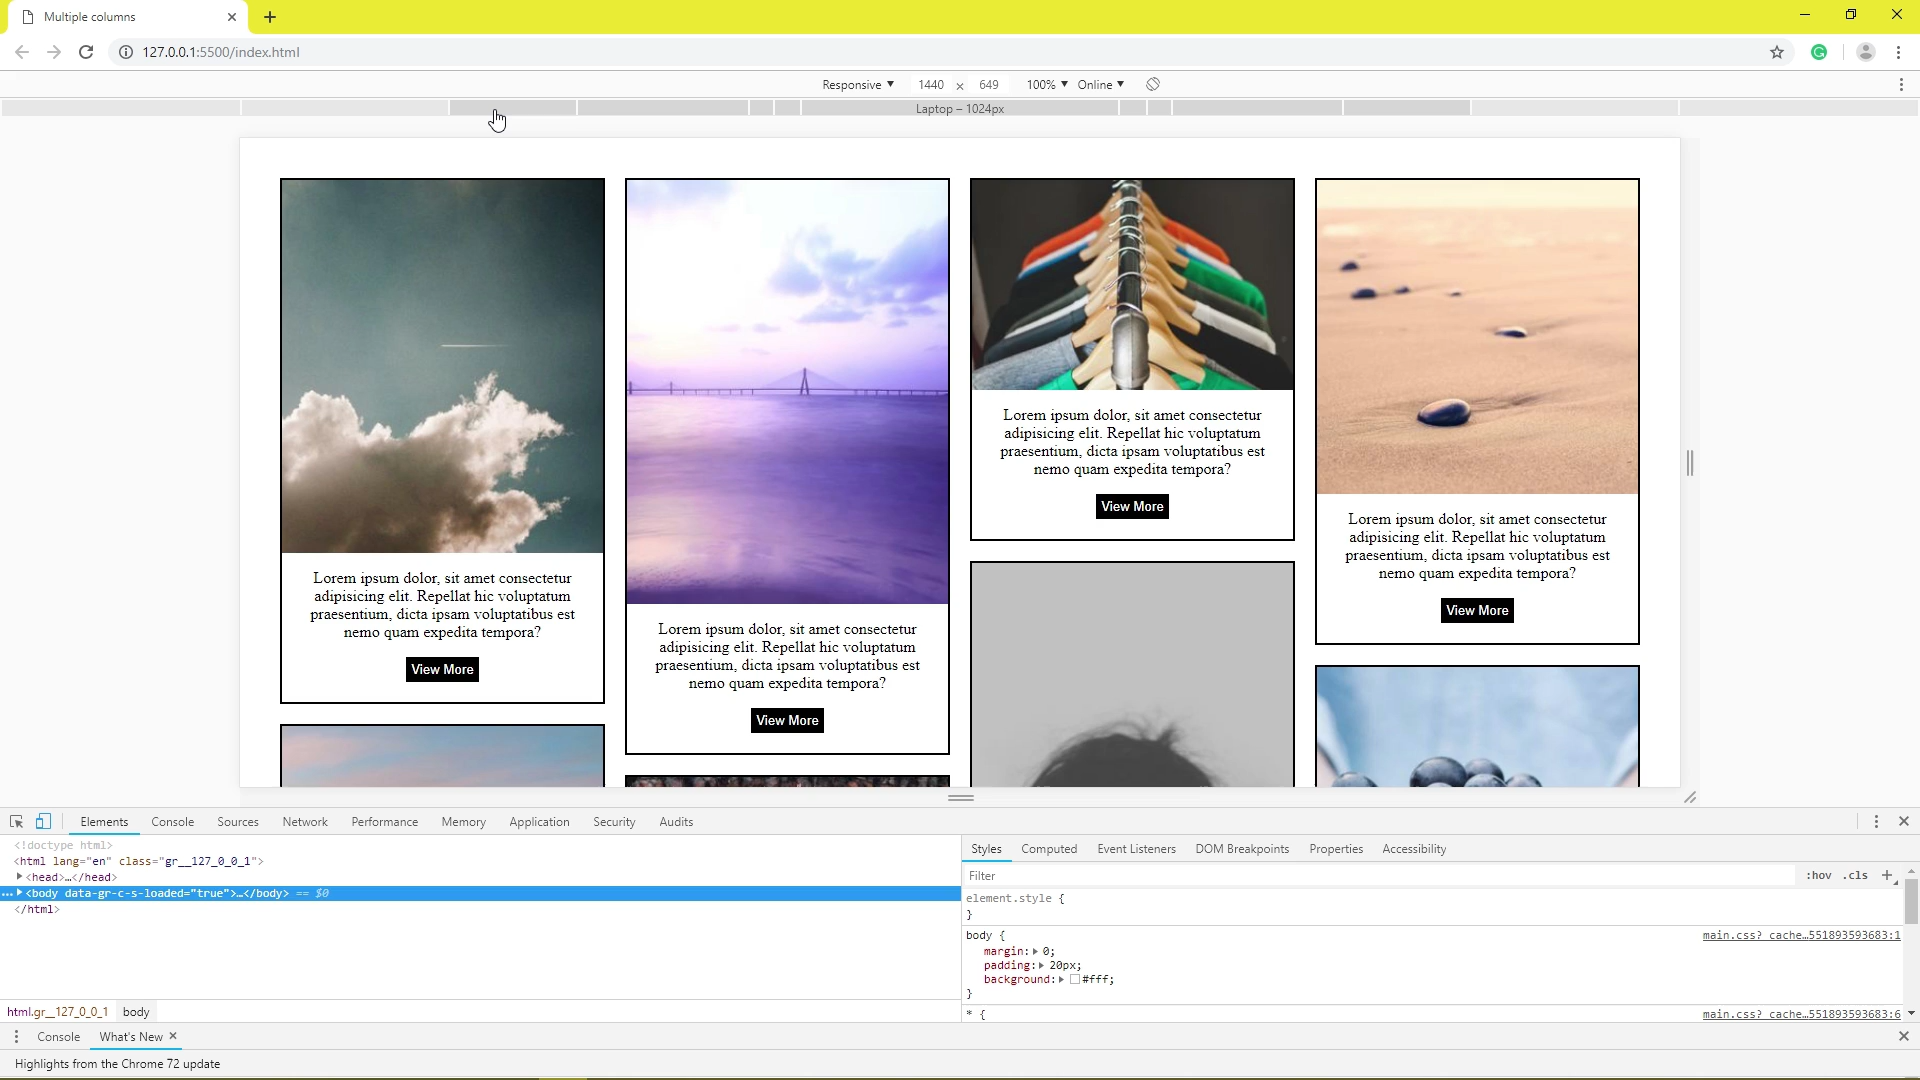 Multiple columns
127.0.0.1:5500/index.html
Responsive 1440 x 649 100% Online
Laptop – 1024px
Lorem ipsum dolor, sit amet consectetur
adipisicing elit. Repellat hic voluptatum
praesentium, dicta ipsam voluptatibus est
nemo quam expedita tempora?
View More
Lorem ipsum dolor, sit amet consectetur
adipisicing elit. Repellat hic voluptatum
praesentium, dicta ipsam voluptatibus est
nemo quam expedita tempora?
View More
Lorem ipsum dolor, sit amet consectetur
adipisicing elit. Repellat hic voluptatum
praesentium, dicta ipsam voluptatibus est
nemo quam expedita tempora?
View More
Lorem ipsum dolor, sit amet consectetur
adipisicing elit. Repellat hic voluptatum
praesentium, dicta ipsam voluptatibus est
nemo quam expedita tempora?
View More
Elements Console Sources Network Performance Memory Application Security Audits
<!doctype html>
<html lang="en" class="gr__127_0_0_1">
<head>…</head>
<body data-gr-c-s-loaded="true">…</body> == $0
</html>
html.gr__127_0_0_1 body
Styles Computed Event Listeners DOM Breakpoints Properties Accessibility
Filter :hov .cls +
element.style {
}
body { main.css?_cache…551893593683:1
margin: 0;
padding: 20px;
background: #fff;
}
* { main.css?_cache…551893593683:6
Console What's New
Highlights from the Chrome 72 update